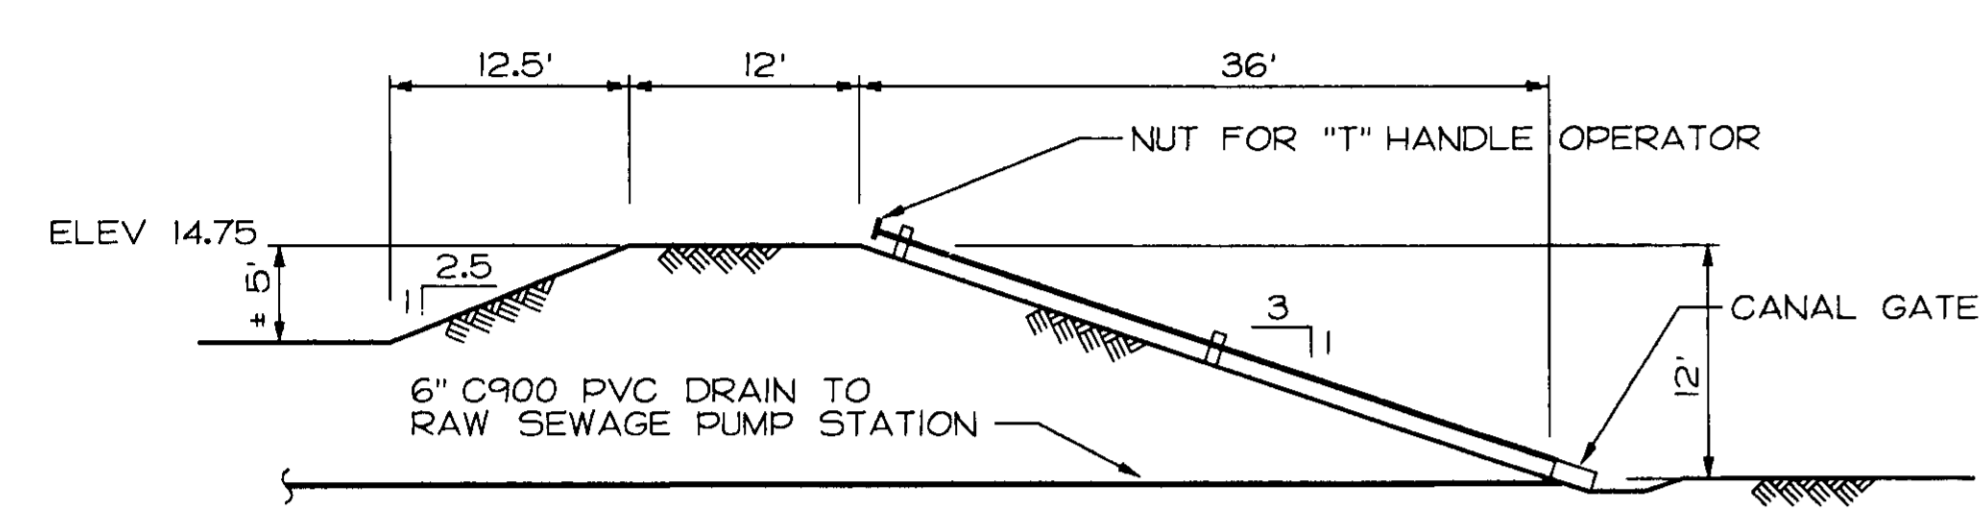 12.5'
12'
36'
NUT FOR "T" HANDLE OPERATOR
ELEV 14.75
± 5'
2.5
1
3
1
CANAL GATE
12'
6" C900 PVC DRAIN TO
RAW SEWAGE PUMP STATION